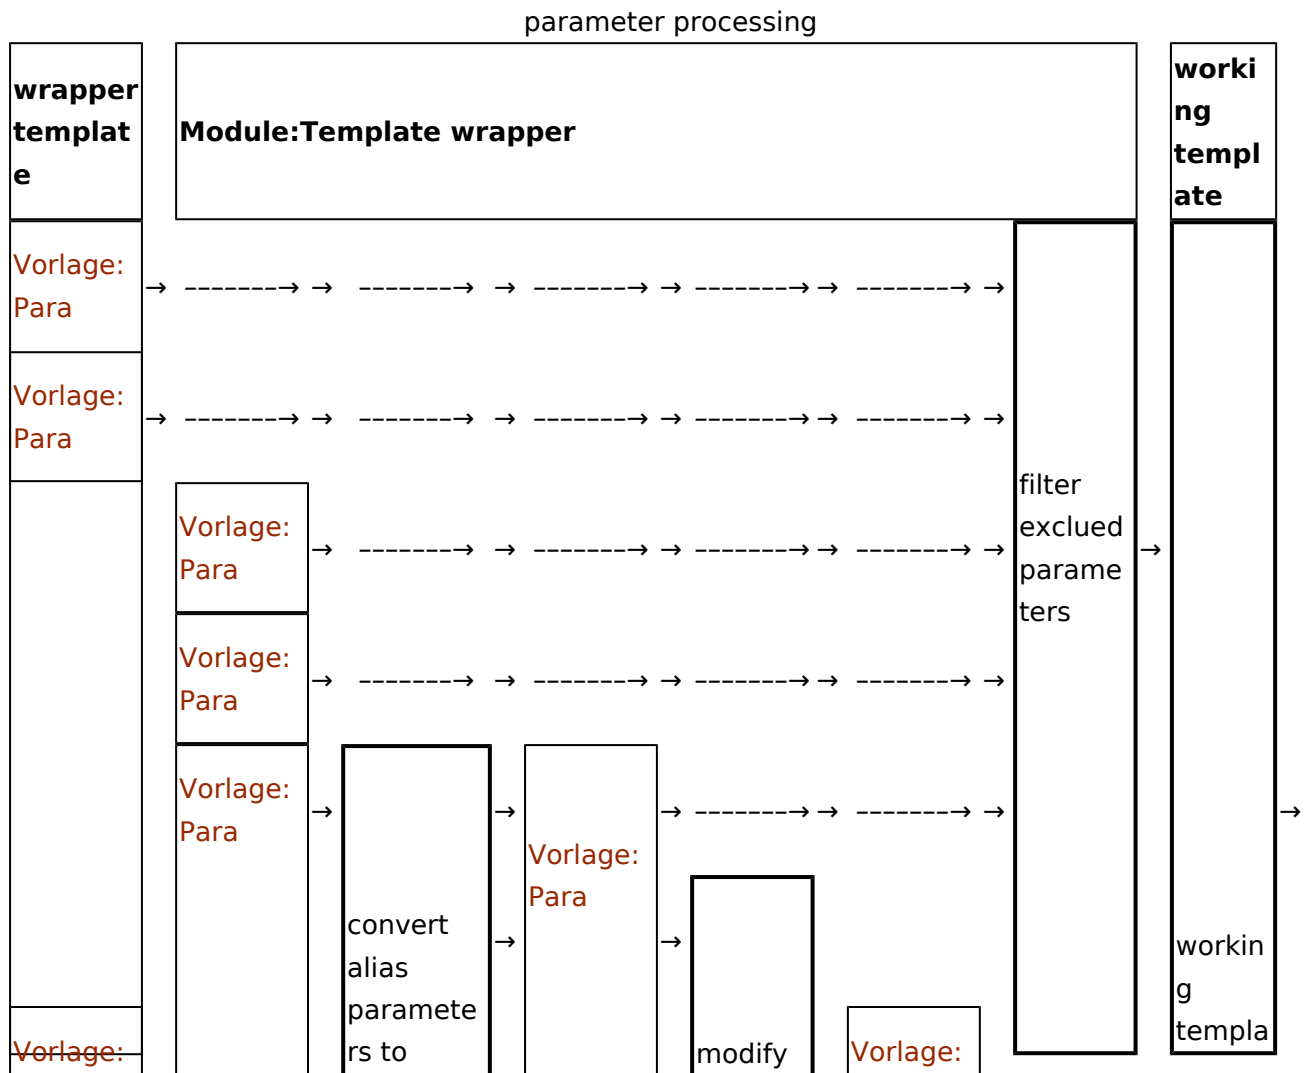 parameter processing
wrapper
templat
e
Module:Template wrapper
worki
ng
templ
ate
Vorlage:
Para
→ -------→ → -------→ → -------→ → -------→ → -------→ →
Vorlage:
Para
→ -------→ → -------→ → -------→ → -------→ → -------→ →
Vorlage:
Para
→ -------→ → -------→ → -------→ → -------→ →
Vorlage:
Para
→ -------→ → -------→ → -------→ → -------→ →
Vorlage:
Para
→
convert
alias
paramete
rs to
→
→
Vorlage:
Para
→ -------→ → -------→ →
→
modify
Vorlage:
filter
exclued
parame
ters
→
workin
g
templa
→
Vorlage: